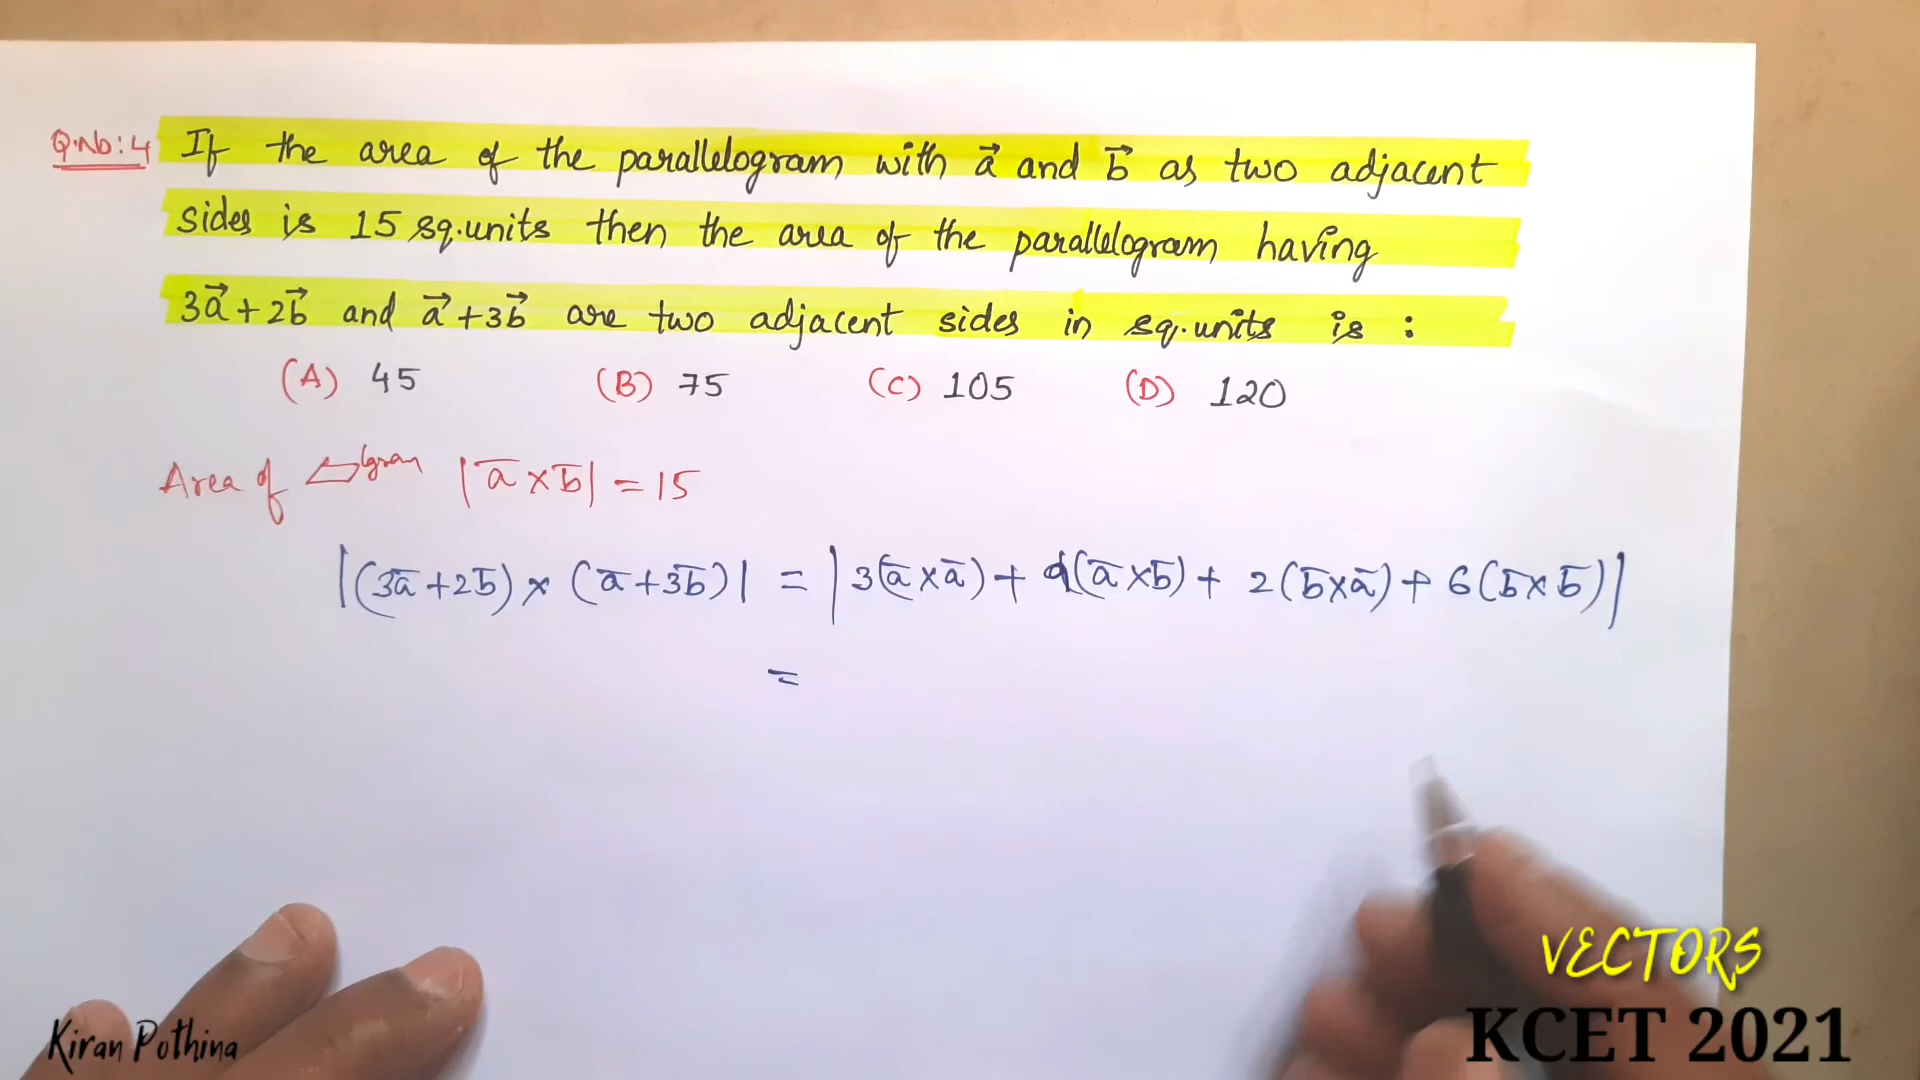 Q.No:4 If the area of the parallelogram with a⃗ and b⃗ as two adjacent
sides is 15 sq.units then the area of the parallelogram having
3a⃗+2b⃗ and a⃗+3b⃗ are two adjacent sides in sq.units is :
(A) 45 (B) 75 (C) 105 (D) 120
Area of ▱gram |a̅ × b̅| = 15
|(3a̅+2b̅) × (a̅+3b̅)| = |3(a̅×a̅) + 9(a̅×b̅) + 2(b̅×a̅) + 6(b̅×b̅)|
=
VECTORS
KCET 2021
Kiran Pothina